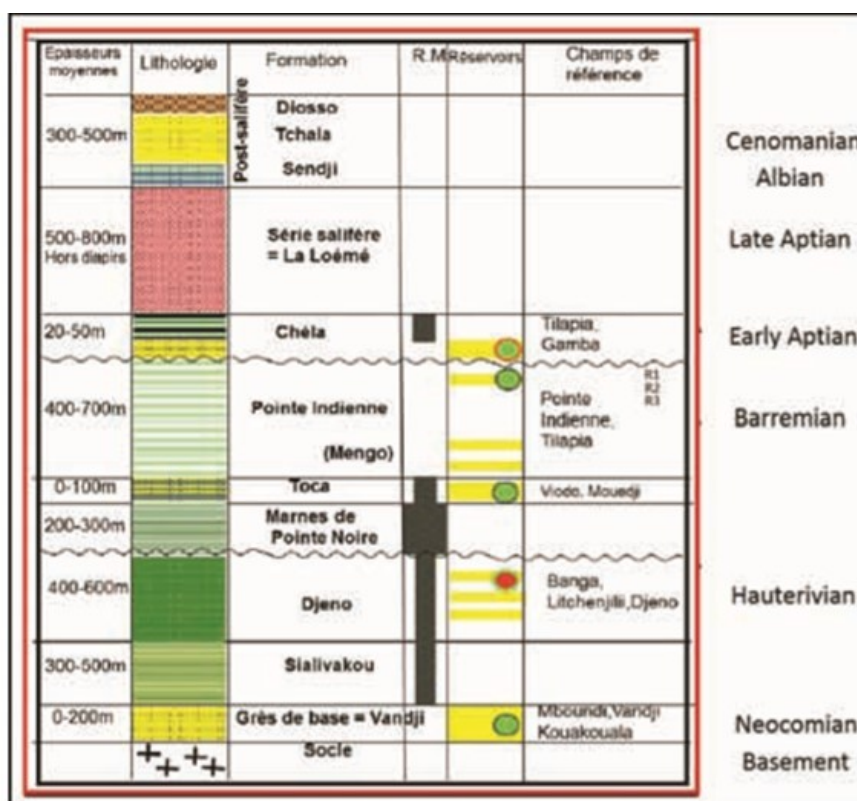 Epaisseurs moyennes Lithologie Formation R.M Réservoirs Champs de référence
Post-salifère
300-500m Diosso
Tchala
Sendji
Cenomanian
Albian
500-800m
Hors diapirs
Série salifère
= La Loémé
Late Aptian
20-50m Chéla Tilapia,
Gamba
Early Aptian
400-700m Pointe Indienne
(Mengo)
Pointe
Indienne,
Tilapia
R1
R2
R3
Barremian
0-100m Toca Viodo, Mouedji
200-300m Marnes de
Pointe Noire
400-600m Djeno Banga,
Litchenjili,Djeno
Hauterivian
300-500m Sialivakou
0-200m Grès de base = Vandji Mboundi,Vandji
Kouakouala
Neocomian
Socle Basement